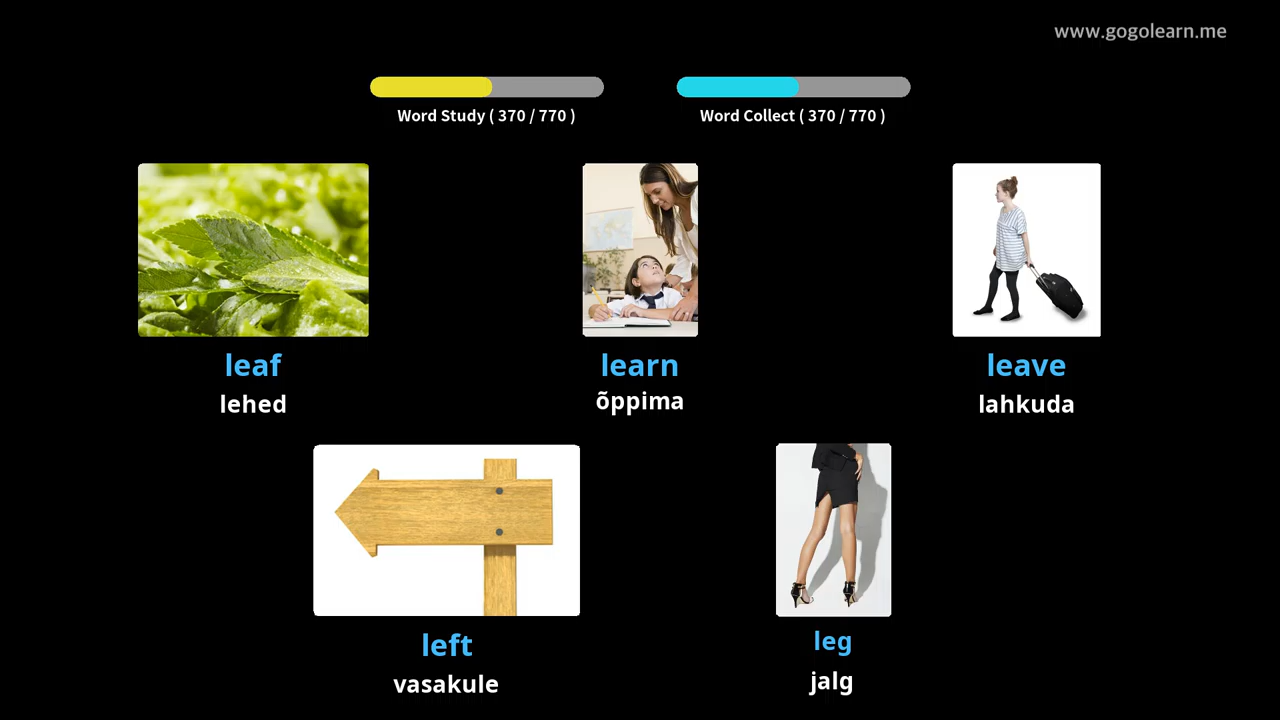 www.gogolearn.me
Word Study ( 370 / 770 )
Word Collect ( 370 / 770 )
leaf
learn
leave
lehed
õppima
lahkuda
left
leg
vasakule
jalg